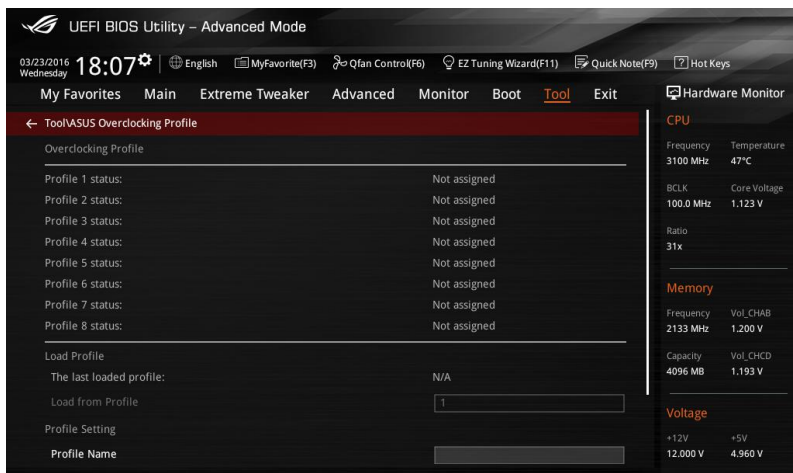 UEFI BIOS Utility – Advanced Mode
03/23/2016 Wednesday 18:07 English MyFavorite(F3) Qfan Control(F6) EZ Tuning Wizard(F11) Quick Note(F9) ? Hot Keys
My Favorites Main Extreme Tweaker Advanced Monitor Boot Tool Exit
← Tool\ASUS Overclocking Profile
Overclocking Profile
Profile 1 status: Not assigned
Profile 2 status: Not assigned
Profile 3 status: Not assigned
Profile 4 status: Not assigned
Profile 5 status: Not assigned
Profile 6 status: Not assigned
Profile 7 status: Not assigned
Profile 8 status: Not assigned
Load Profile
The last loaded profile: N/A
Load from Profile 1
Profile Setting
Profile Name
Hardware Monitor
CPU
Frequency Temperature
3100 MHz 47°C
BCLK Core Voltage
100.0 MHz 1.123 V
Ratio
31x
Memory
Frequency Vol_CHAB
2133 MHz 1.200 V
Capacity Vol_CHCD
4096 MB 1.193 V
Voltage
+12V +5V
12.000 V 4.960 V